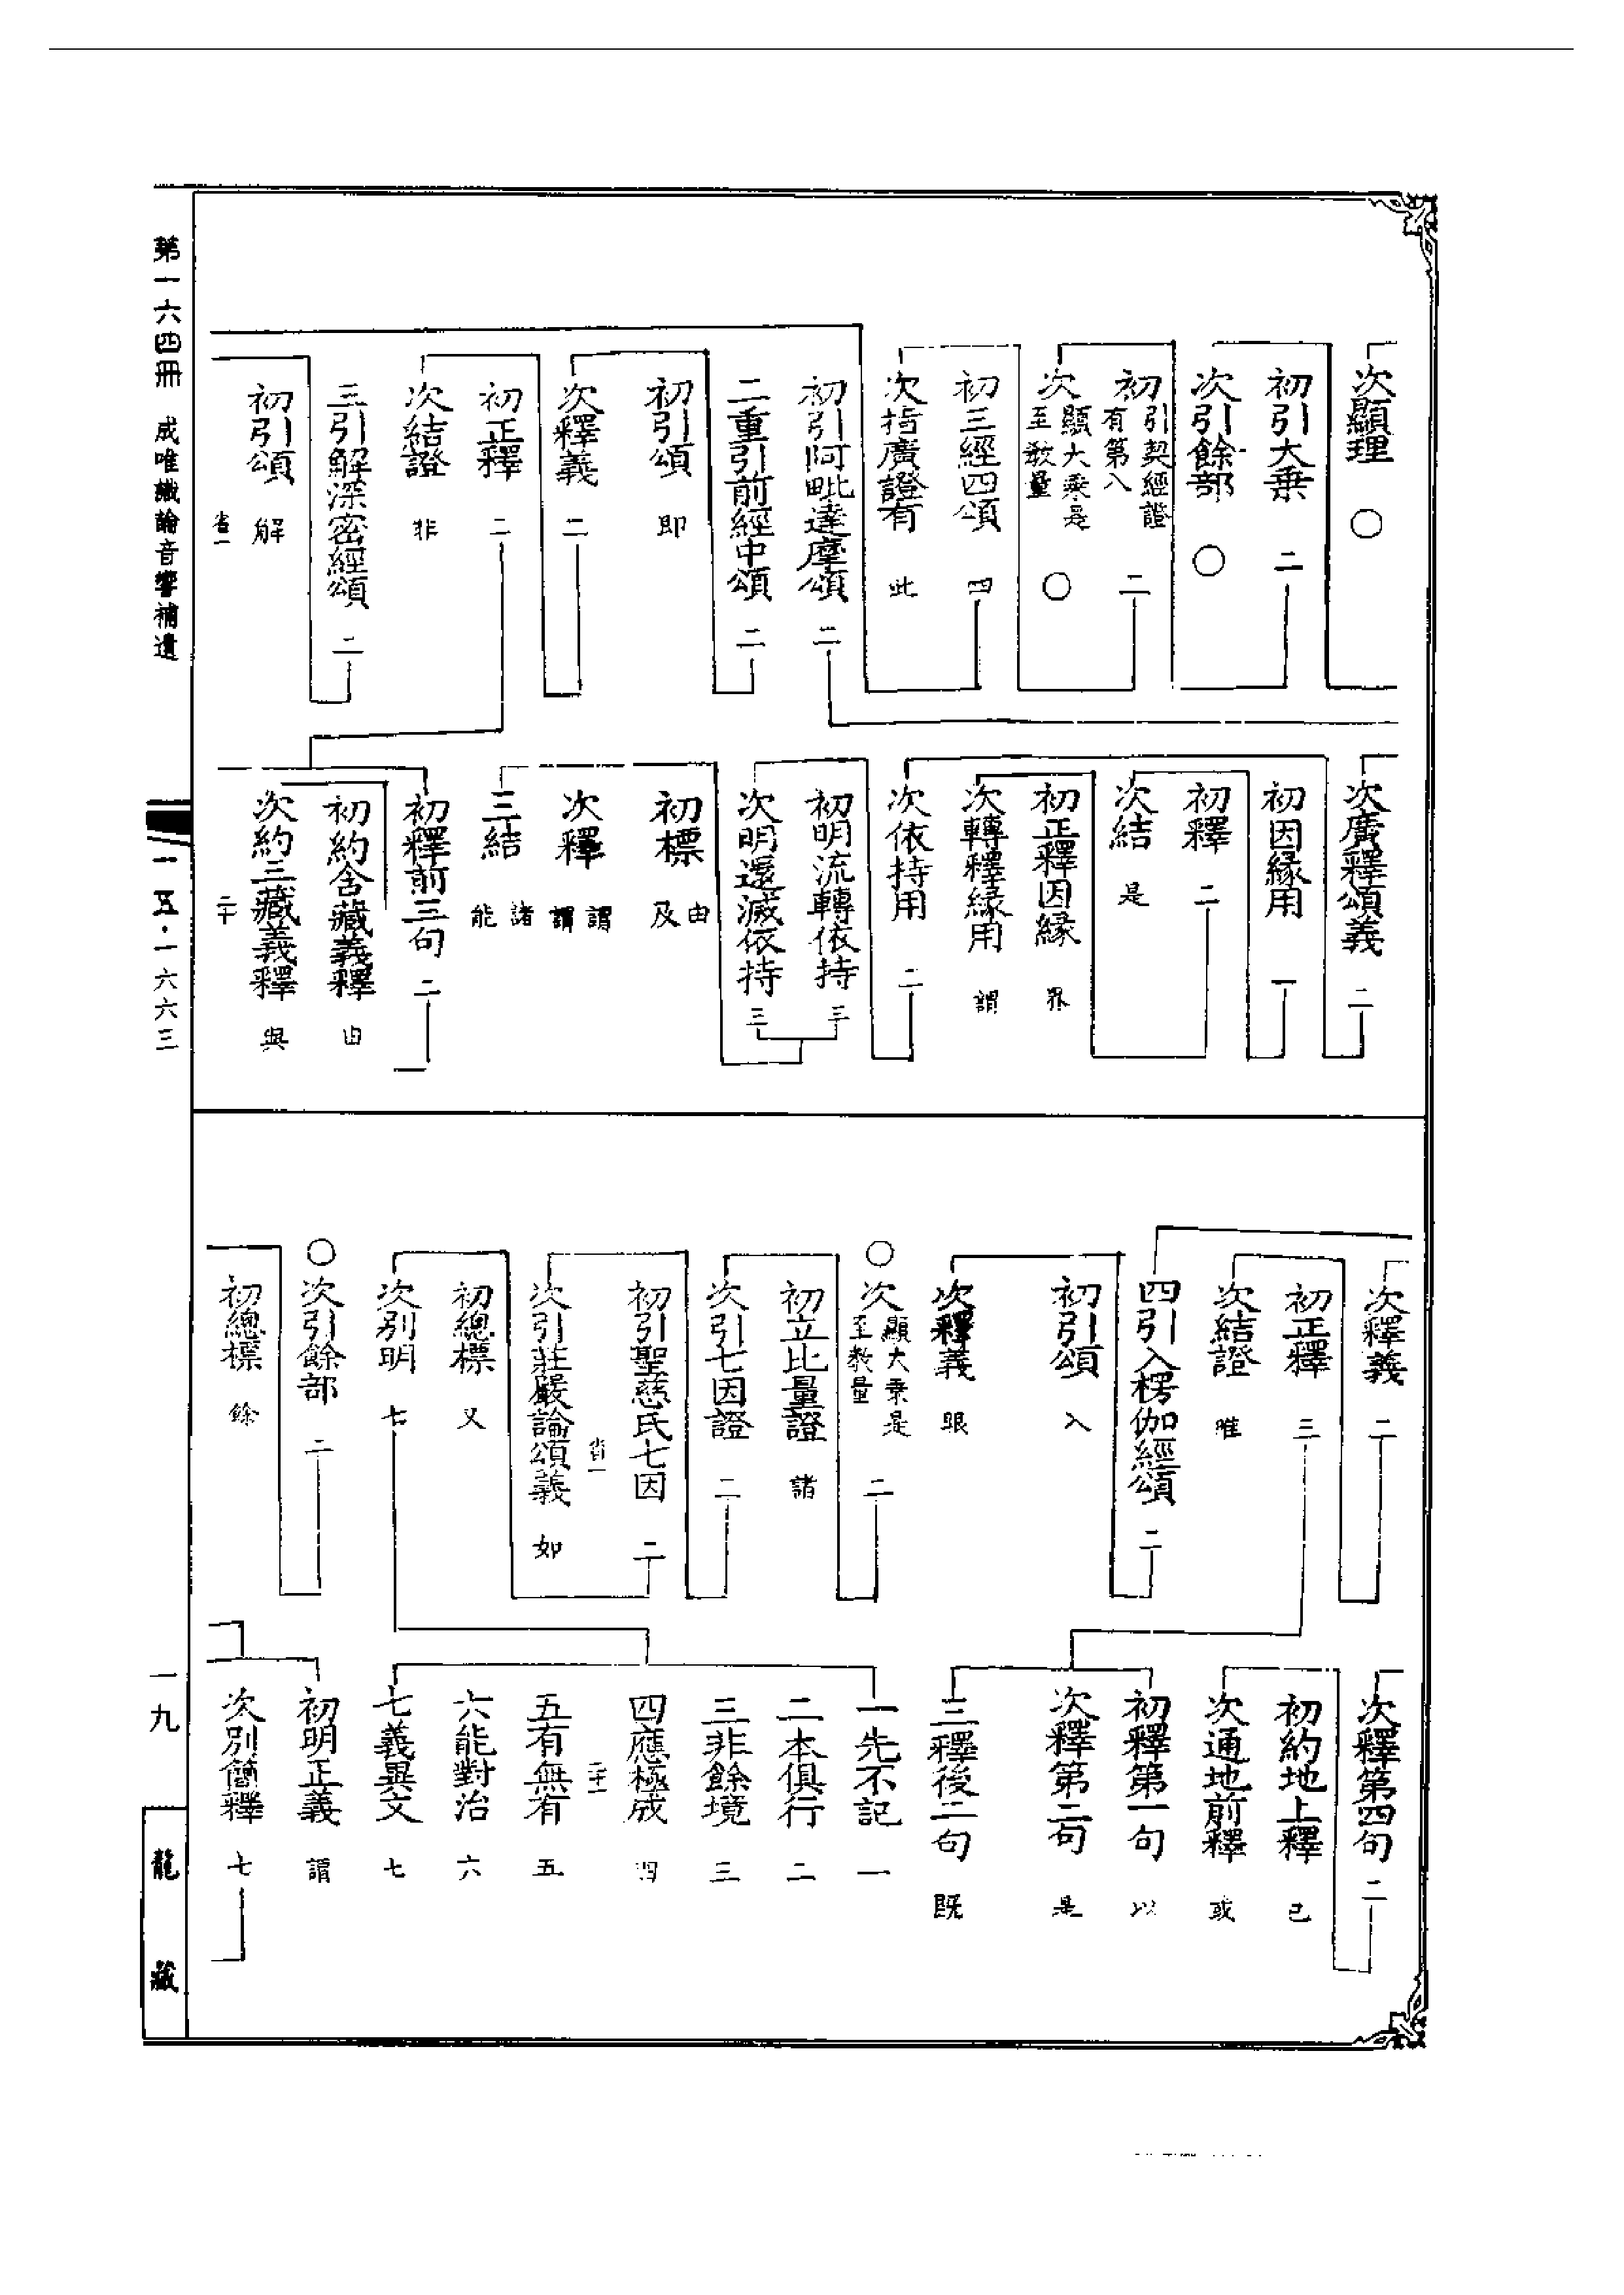 次顯理 ○
初引大乗 二
次引餘部 ○
初引契經證有第八 二
次顯大乗是至教量 ○
初三經四頌 四
次指廣證有 此
初引阿毗達摩頌 二
二重引前經中頌 二
初引頌 即
次釋義 二
初正釋 二
次結證 非
三引解深密經頌 二
初引頌 解
次廣釋頌義 二
初因緣用 二
初釋 二
次結 是
初正釋因緣 界
次轉釋緣用 謂
次依持用 二
初明流轉依持 三
次明還滅依持 三
初標 由及
次釋 謂謂
三結 諸能
初釋前三句 二
初約含藏義釋 由
次約三藏義釋 與
次釋義 二
初正釋 三
次結證 唯
四引入楞伽經頌 二
初引頌 入
次釋義 眼
○次顯大乗是至教量 二
初立比量證 諸
次引七因證 二
初引聖慈氏七因 二
次引莊嚴論頌義 如
初總標 又
次別明 七
○次引餘部 二
初總標 餘
次釋第四句 二
初約地上釋 已
次通地前釋 或
初釋第一句 以
次釋第二句 是
三釋後二句 既
一先不記 一
二本俱行 二
三非餘境 三
四應極成 四
五有無有 五
六能對治 六
七義異文 七
初明正義 謂
次別簡釋 七
第一六四冊 成唯識論音響補遺
一一五·一六六三
一九
龍藏